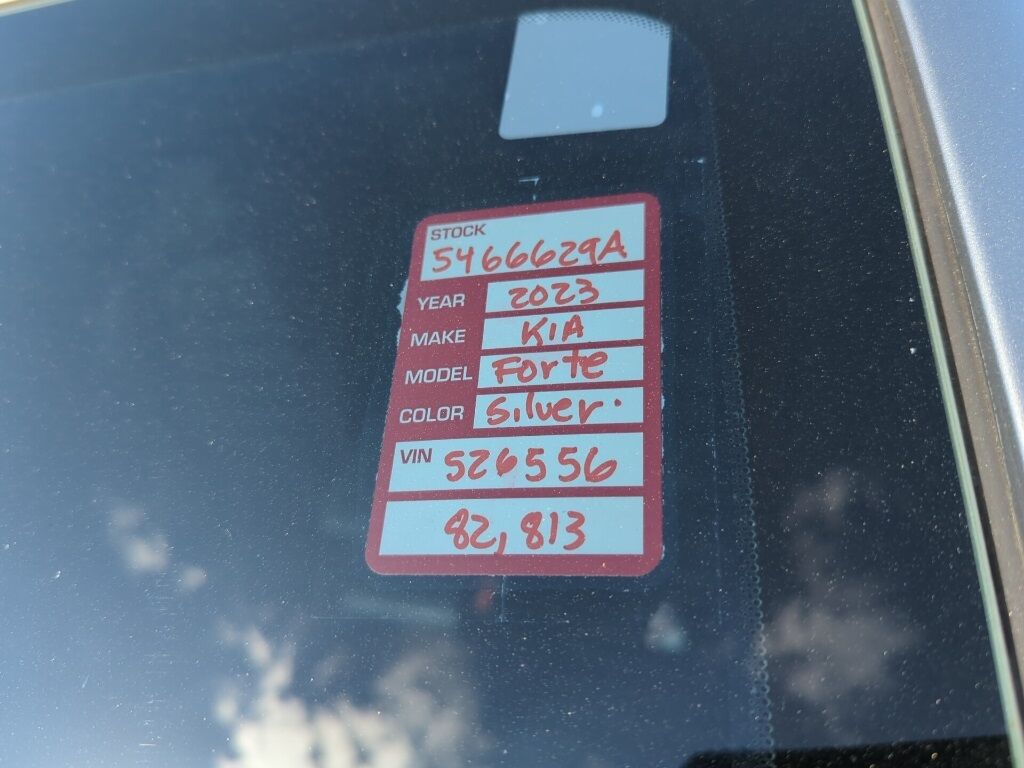 STOCK
5466629A
YEAR 2023
MAKE KIA
MODEL Forte
COLOR Silver.
VIN 526556
82,813